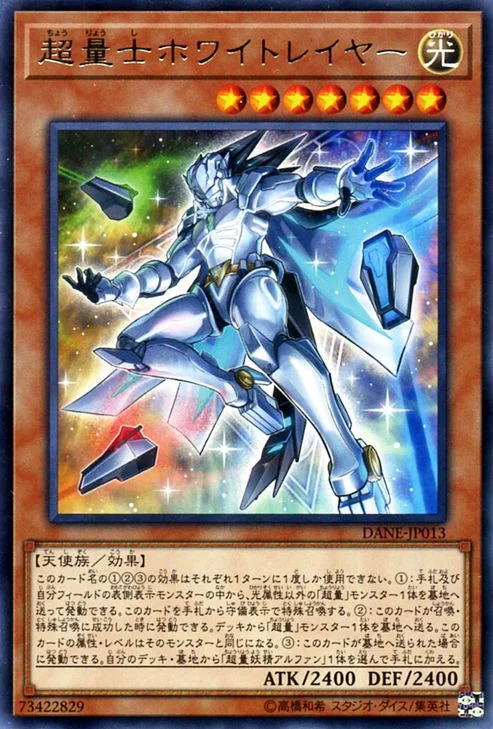 超量士ホワイトレイヤー
光
DANE-JP013
【天使族/効果】
このカード名の①②③の効果はそれぞれ1ターンに1度しか使用できない。①:手札及び
自分フィールドの表側表示モンスターの中から、光属性以外の「超量」モンスター1体を墓地へ
送って発動できる。このカードを手札から守備表示で特殊召喚する。②:このカードが召喚・
特殊召喚に成功した時に発動できる。デッキから「超量」モンスター1体を墓地へ送る。この
カードの属性・レベルはそのモンスターと同じになる。③:このカードが墓地へ送られた場合
に発動できる。自分のデッキ・墓地から「超量妖精アルファン」1体を選んで手札に加える。
ATK/2400 DEF/2400
73422829
©高橋和希 スタジオ・ダイス/集英社